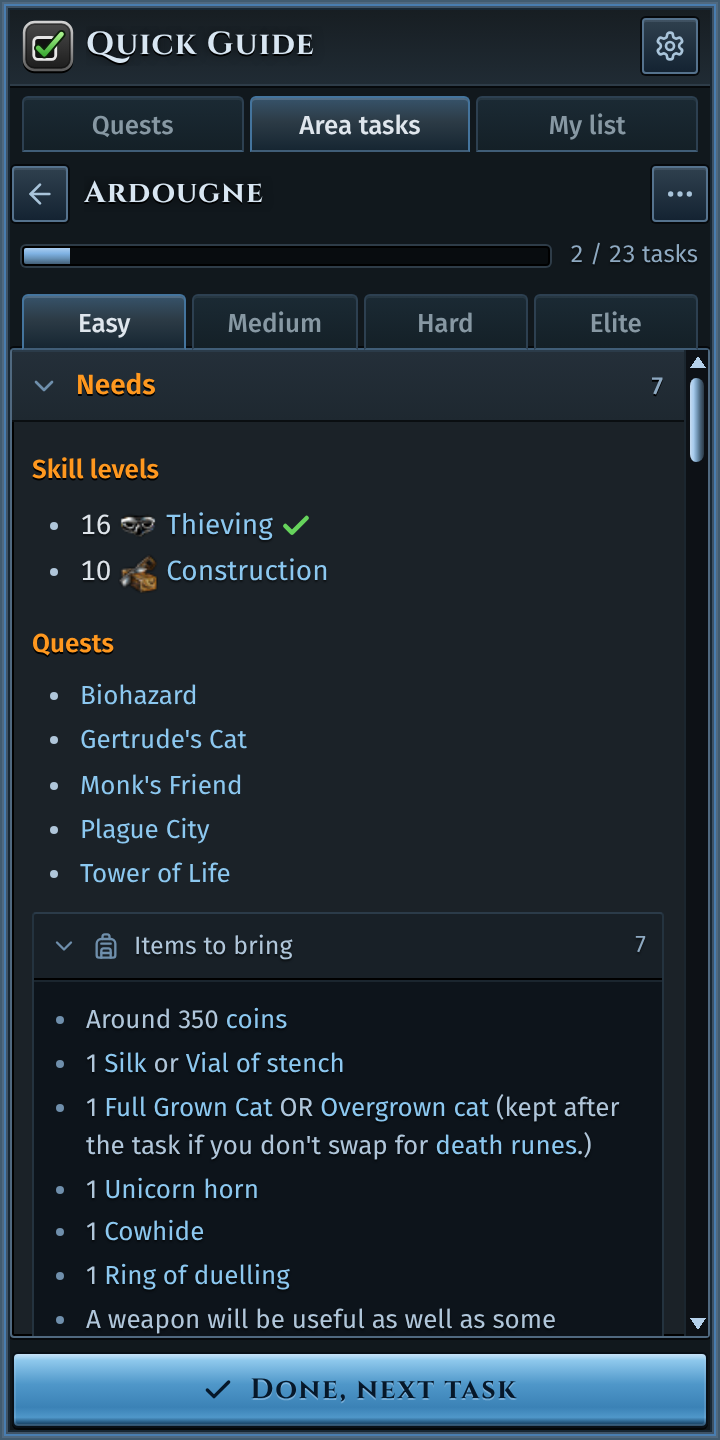 Quick Guide
Quests
Area tasks
My list
Ardougne
2 / 23 tasks
Easy
Medium
Hard
Elite
Needs
7
Skill levels
16 Thieving
10 Construction
Quests
Biohazard
Gertrude's Cat
Monk's Friend
Plague City
Tower of Life
Items to bring
7
Around 350 coins
1 Silk or Vial of stench
1 Full Grown Cat OR Overgrown cat (kept after
the task if you don't swap for death runes.)
1 Unicorn horn
1 Cowhide
1 Ring of duelling
A weapon will be useful as well as some
Done, next task